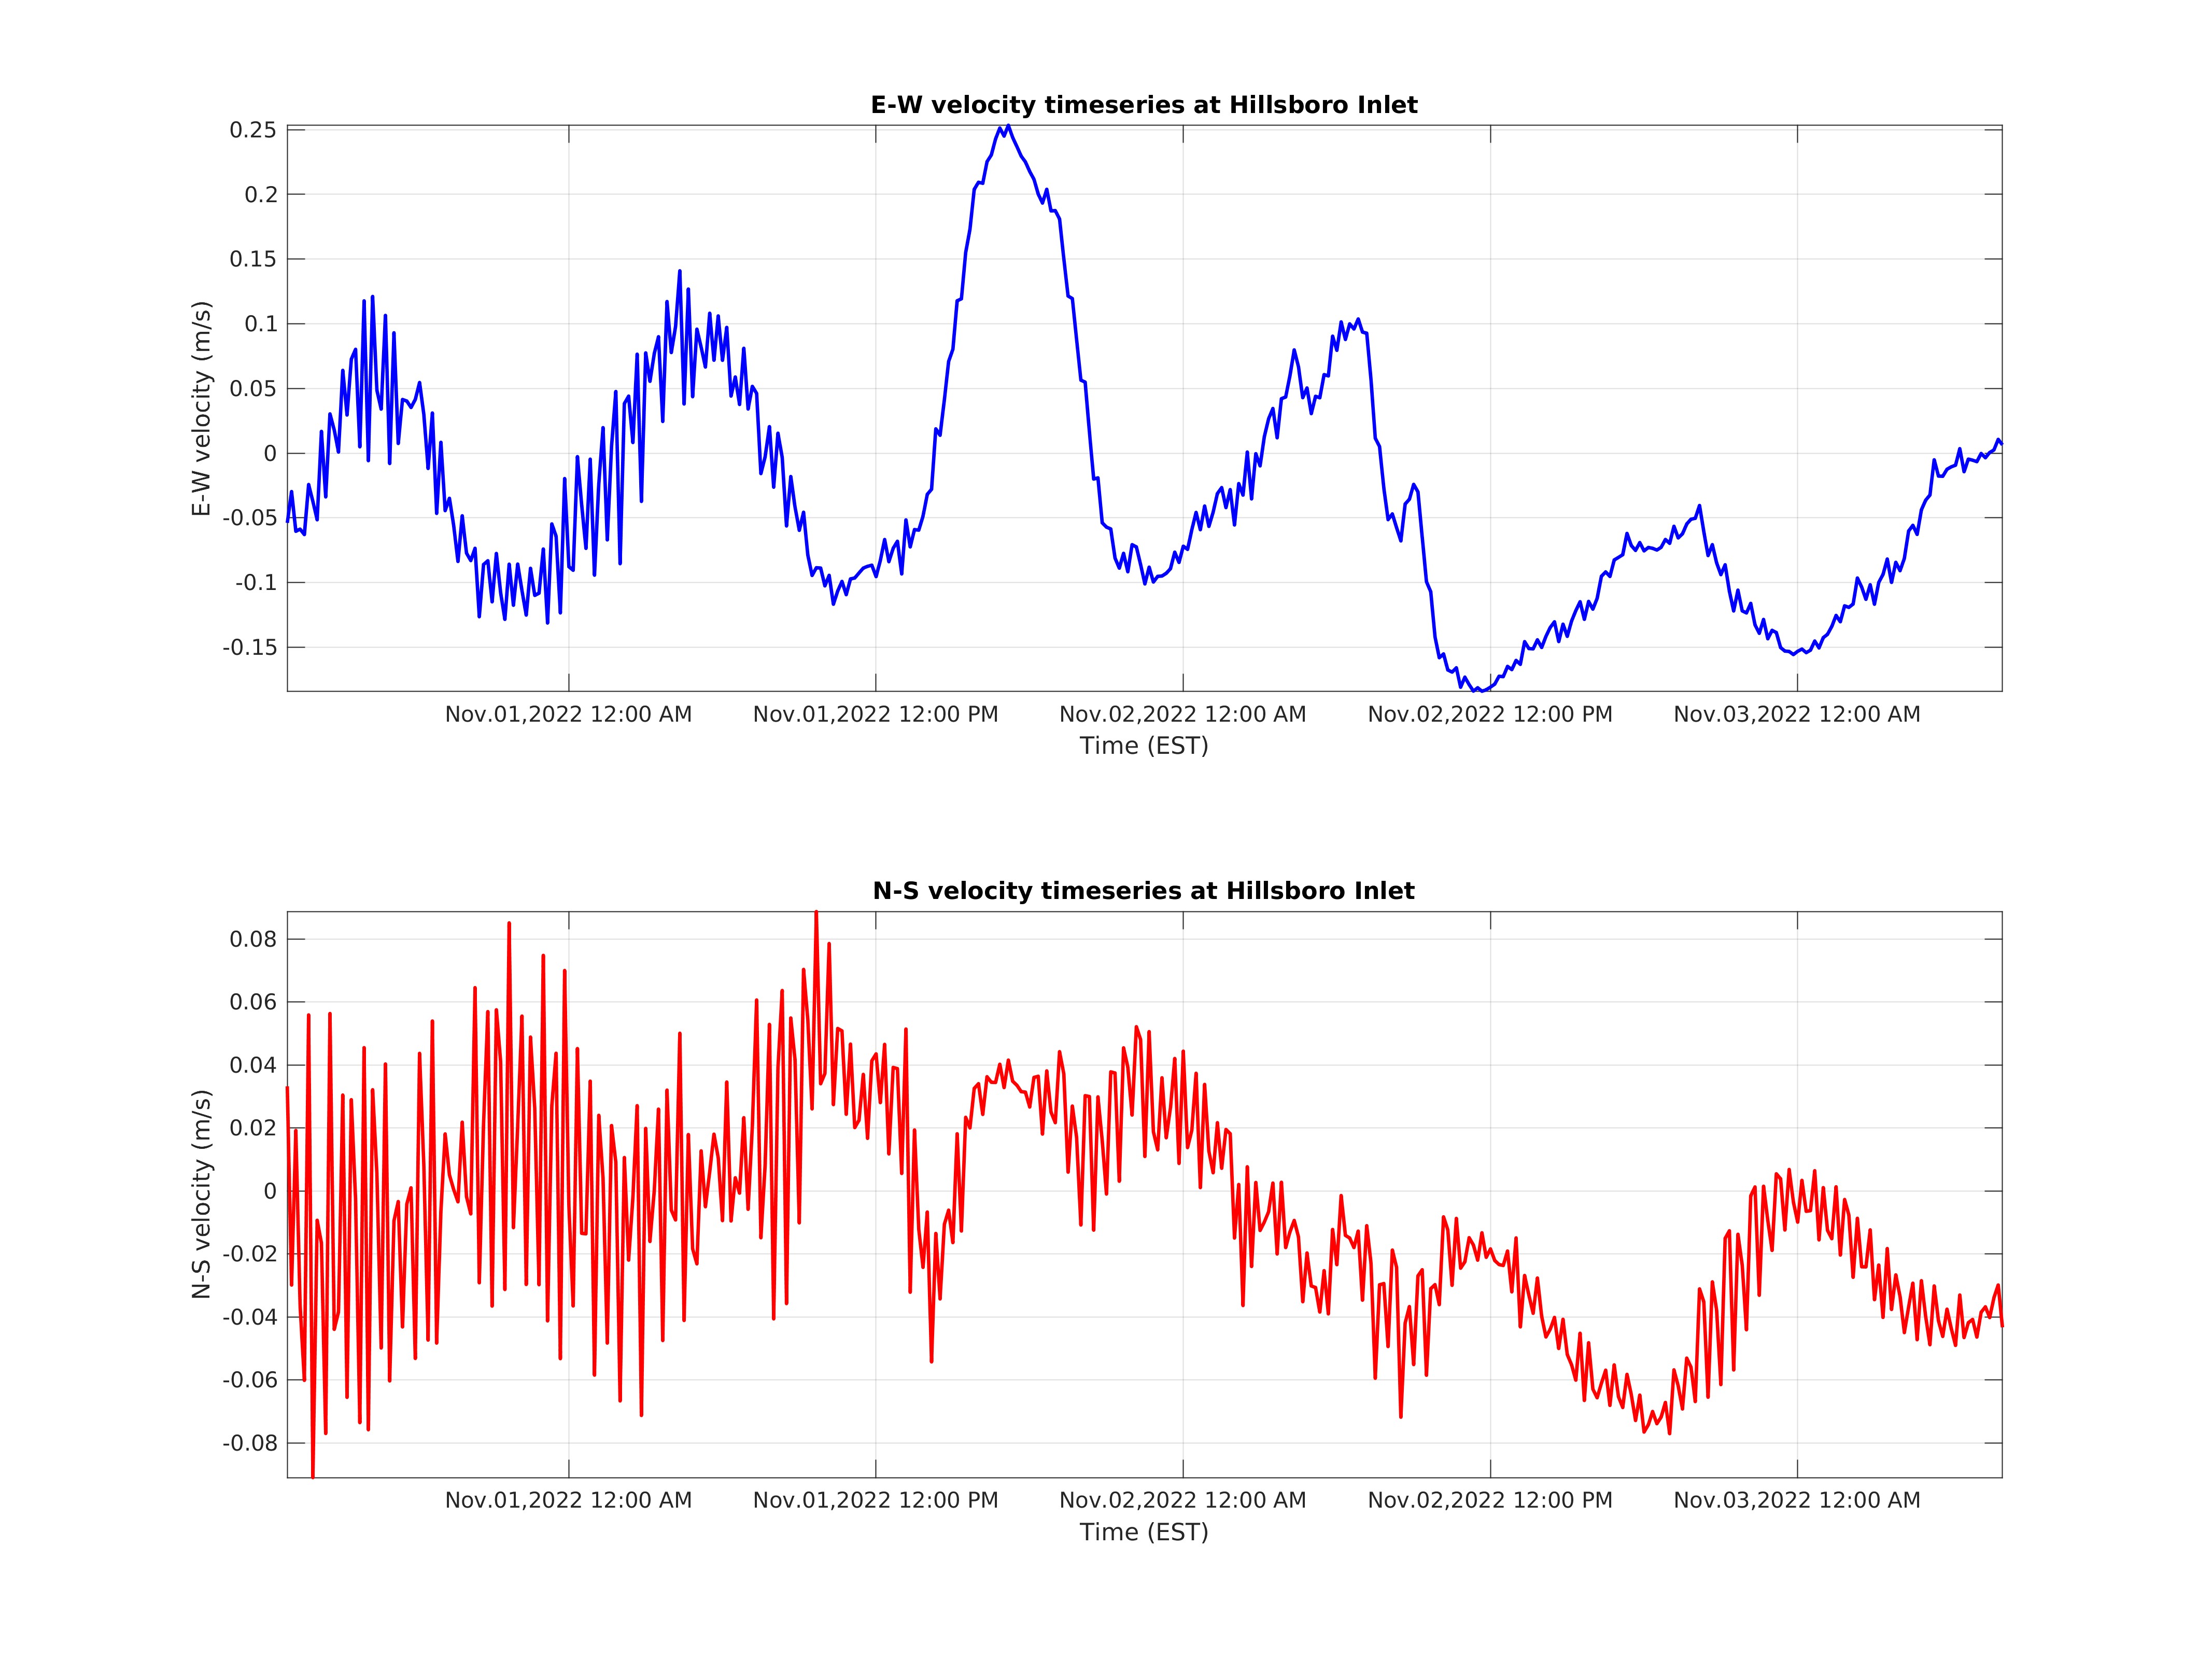 E-W velocity timeseries at Hillsboro Inlet
E-W velocity (m/s)
0.25
0.2
0.15
0.1
0.05
0
-0.05
-0.1
-0.15
Nov.01,2022 12:00 AM
Nov.01,2022 12:00 PM
Nov.02,2022 12:00 AM
Nov.02,2022 12:00 PM
Nov.03,2022 12:00 AM
Time (EST)
N-S velocity timeseries at Hillsboro Inlet
N-S velocity (m/s)
0.08
0.06
0.04
0.02
0
-0.02
-0.04
-0.06
-0.08
Nov.01,2022 12:00 AM
Nov.01,2022 12:00 PM
Nov.02,2022 12:00 AM
Nov.02,2022 12:00 PM
Nov.03,2022 12:00 AM
Time (EST)